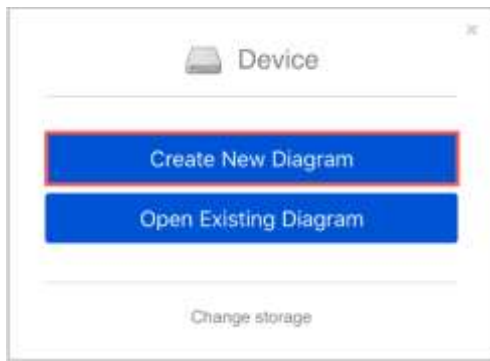 Device
Create New Diagram
Open Existing Diagram
Change storage